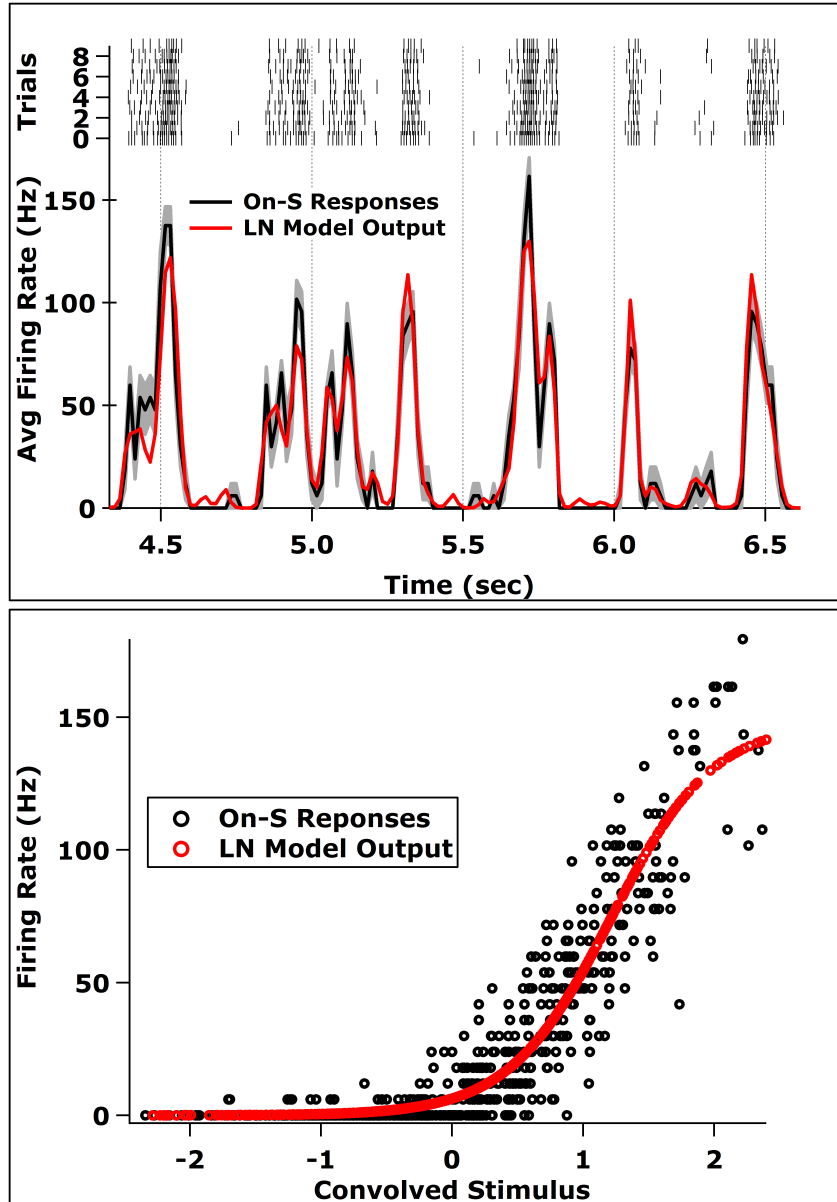 Trials
8
6
4
2
0
Avg Firing Rate (Hz)
150
100
50
0
On-S Responses
LN Model Output
4.5 5.0 5.5 6.0 6.5
Time (sec)
Firing Rate (Hz)
150
100
50
0
On-S Reponses
LN Model Output
-2 -1 0 1 2
Convolved Stimulus